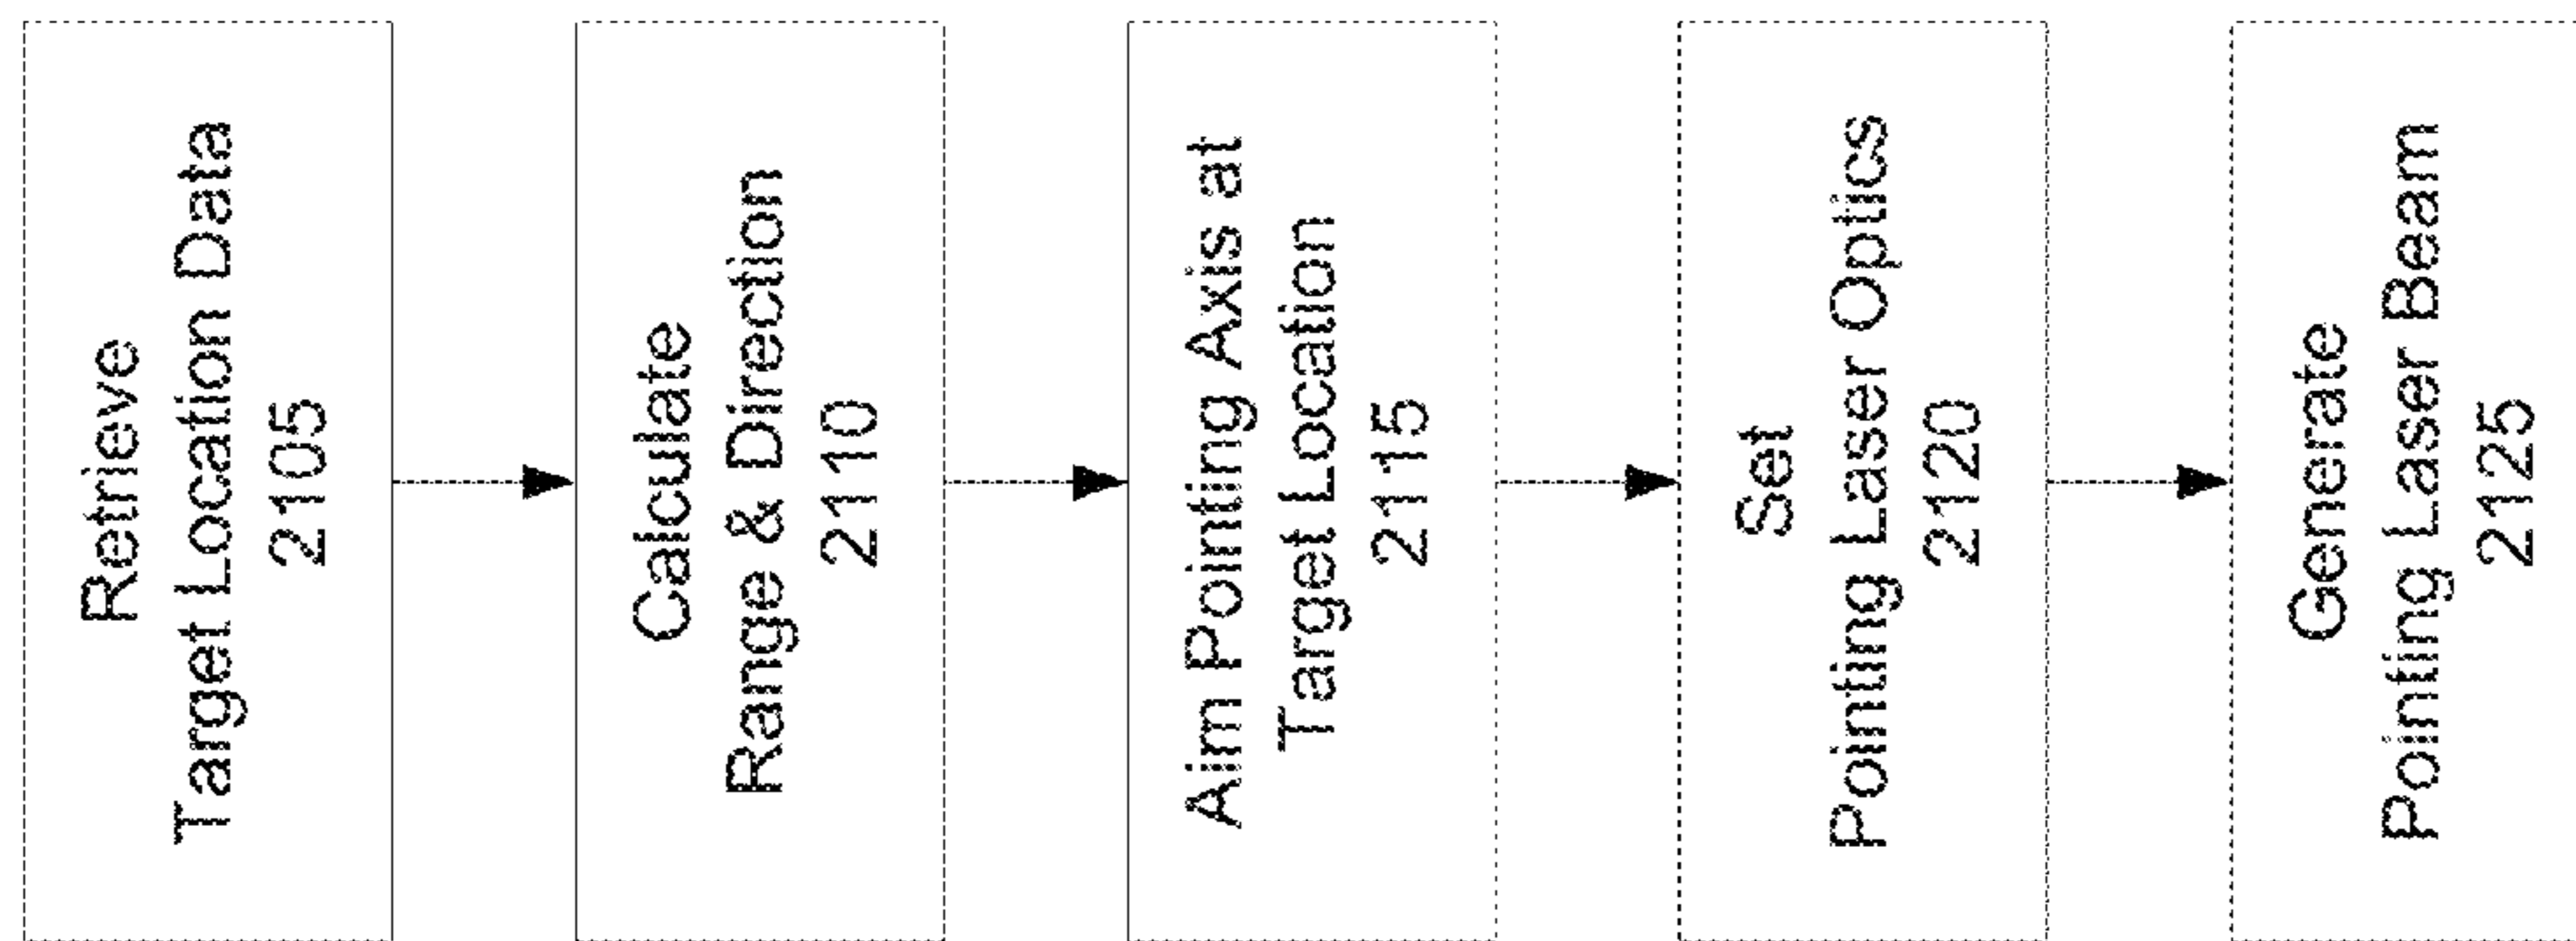 Retrieve
Target Location Data
2105
Calculate
Range & Direction
2110
Aim Pointing Axis at
Target Location
2115
Set
Pointing Laser Optics
2120
Generate
Pointing Laser Beam
2125